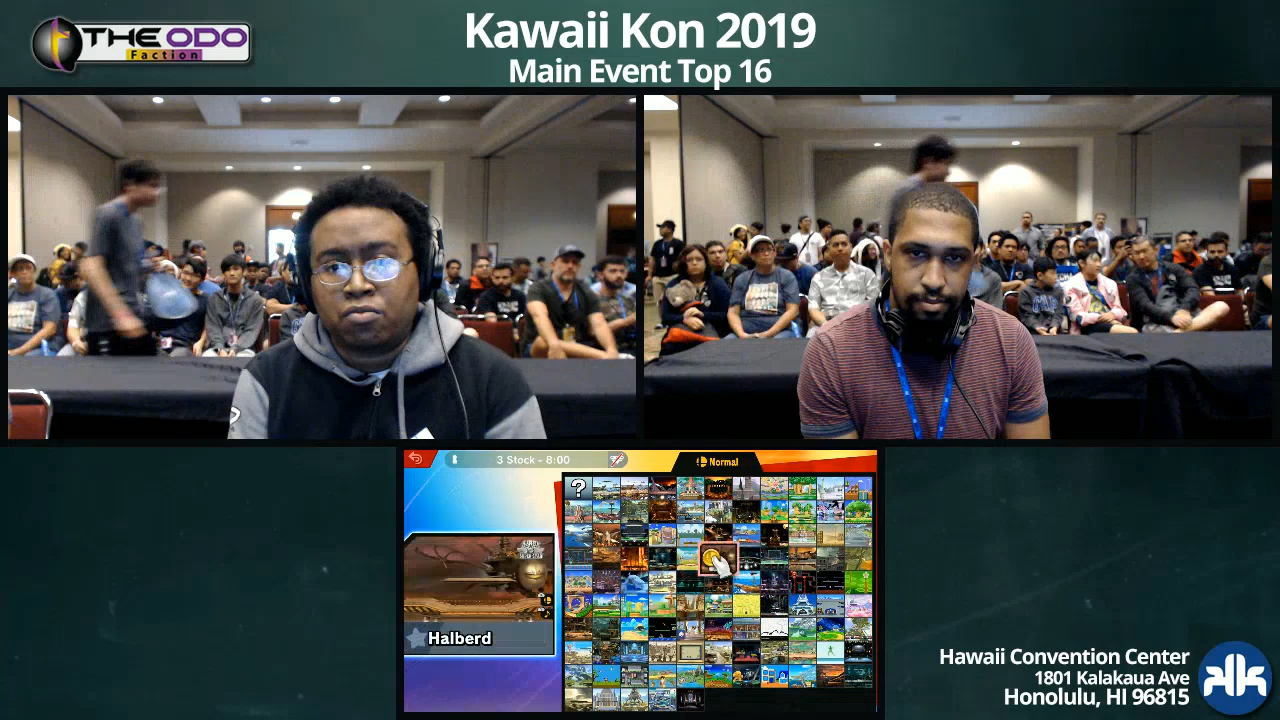 THE ODO
Faction
Kawaii Kon 2019
Main Event Top 16
3 Stock - 8:00
Normal
?
Halberd
Hawaii Convention Center
1801 Kalakaua Ave
Honolulu, HI 96815